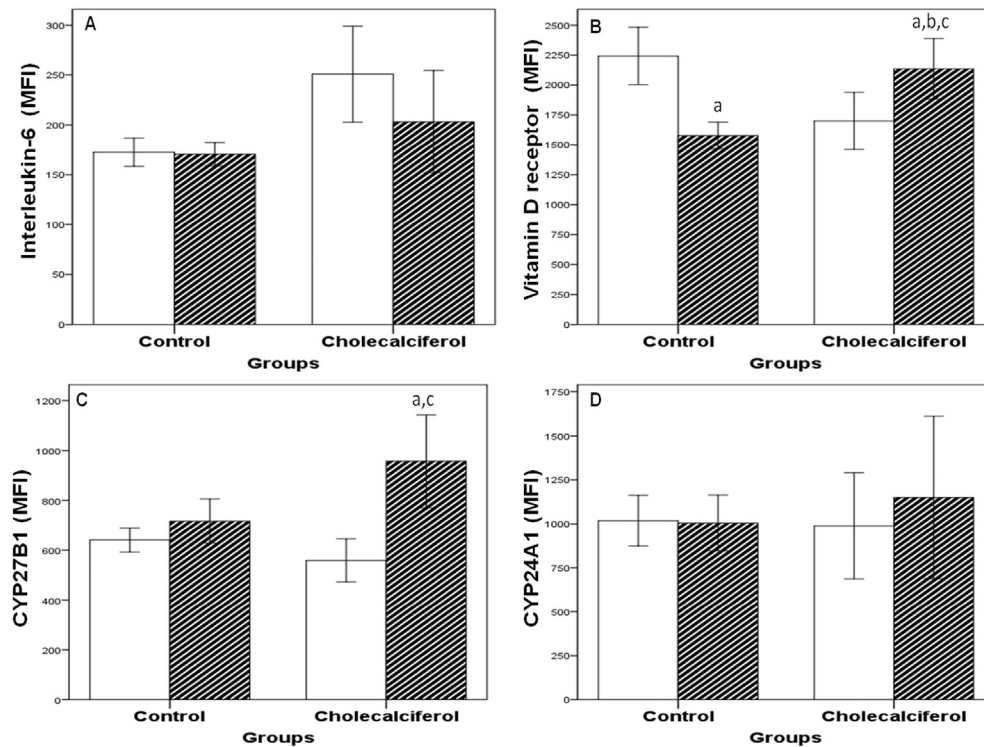 A
Interleukin-6 (MFI)
300
250
200
150
100
50
0
Control Cholecalciferol
Groups
B
a
a,b,c
Vitamin D receptor (MFI)
2500
2250
2000
1750
1500
1250
1000
750
500
250
0
Control Cholecalciferol
Groups
C
a,c
CYP27B1 (MFI)
1200
1000
800
600
400
200
0
Control Cholecalciferol
Groups
D
CYP24A1 (MFI)
1750
1500
1250
1000
750
500
250
0
Control Cholecalciferol
Groups